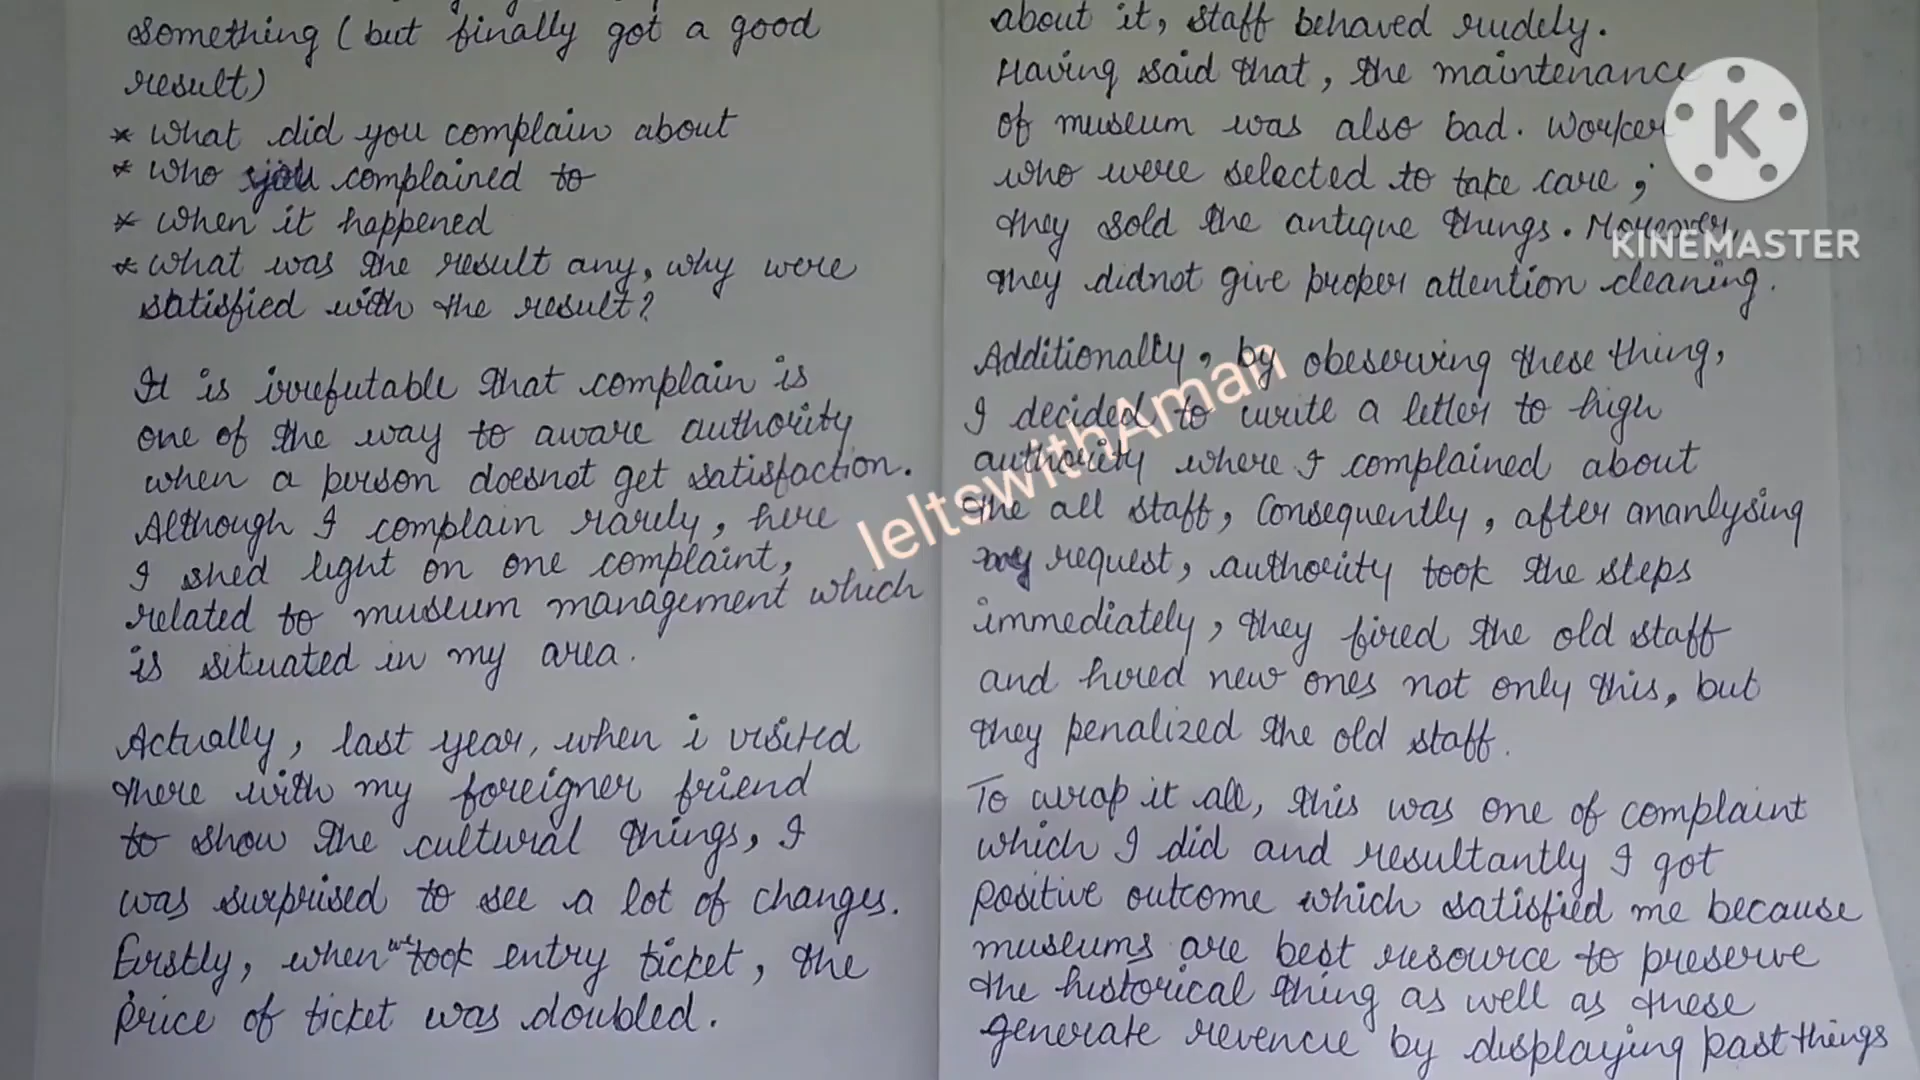 something (but finally got a good
result)
* what did you complain about
* who you complained to
* when it happened
* what was the result any, why were
satisfied with the result?
It is irrefutable that complain is
one of the way to aware authority
when a person doesnot get satisfaction.
Although I complain rarely, here
I shed light on one complaint,
related to museum management which
is situated in my area.
Actually, last year, when i visited
there with my foreigner friend
to show the cultural things, I
was surprised to see a lot of changes.
Firstly, when we took entry ticket, the
price of ticket was doubled.
about it, staff behaved rudely.
Having said that, the maintenance
of museum was also bad. Worker
who were selected to take care,
they sold the antique things. Moreover,
they didnot give proper attention cleaning.
Additionally, by obeserving these thing,
I decided to write a letter to high
authority where I complained about
the all staff, Consequently, after ananlysing
my request, authority took the steps
immediately, they fired the old staff
and hired new ones not only this, but
they penalized the old staff.
To wrap it all, this was one of complaint
which I did and resultantly I got
positive outcome which satisfied me because
museums are best resource to preserve
the historical thing as well as these
generate revenue by displaying past things
K
KINEMASTER
IeltswithAman